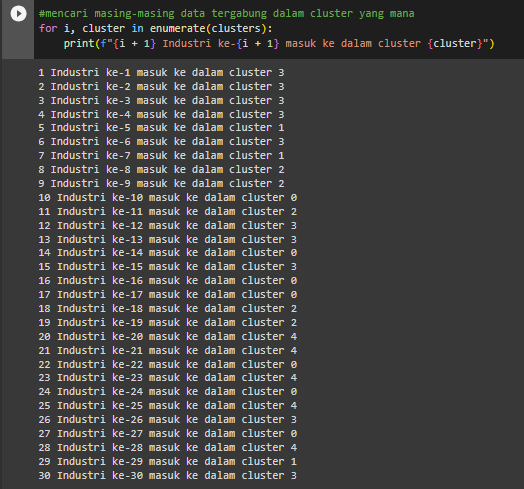 #mencari masing-masing data tergabung dalam cluster yang mana
for i, cluster in enumerate(clusters):
    print(f"{i + 1} Industri ke-{i + 1} masuk ke dalam cluster {cluster}")
1 Industri ke-1 masuk ke dalam cluster 3
2 Industri ke-2 masuk ke dalam cluster 3
3 Industri ke-3 masuk ke dalam cluster 3
4 Industri ke-4 masuk ke dalam cluster 3
5 Industri ke-5 masuk ke dalam cluster 1
6 Industri ke-6 masuk ke dalam cluster 3
7 Industri ke-7 masuk ke dalam cluster 1
8 Industri ke-8 masuk ke dalam cluster 2
9 Industri ke-9 masuk ke dalam cluster 2
10 Industri ke-10 masuk ke dalam cluster 0
11 Industri ke-11 masuk ke dalam cluster 2
12 Industri ke-12 masuk ke dalam cluster 3
13 Industri ke-13 masuk ke dalam cluster 3
14 Industri ke-14 masuk ke dalam cluster 0
15 Industri ke-15 masuk ke dalam cluster 3
16 Industri ke-16 masuk ke dalam cluster 0
17 Industri ke-17 masuk ke dalam cluster 0
18 Industri ke-18 masuk ke dalam cluster 2
19 Industri ke-19 masuk ke dalam cluster 2
20 Industri ke-20 masuk ke dalam cluster 4
21 Industri ke-21 masuk ke dalam cluster 4
22 Industri ke-22 masuk ke dalam cluster 0
23 Industri ke-23 masuk ke dalam cluster 4
24 Industri ke-24 masuk ke dalam cluster 0
25 Industri ke-25 masuk ke dalam cluster 4
26 Industri ke-26 masuk ke dalam cluster 3
27 Industri ke-27 masuk ke dalam cluster 0
28 Industri ke-28 masuk ke dalam cluster 4
29 Industri ke-29 masuk ke dalam cluster 1
30 Industri ke-30 masuk ke dalam cluster 3